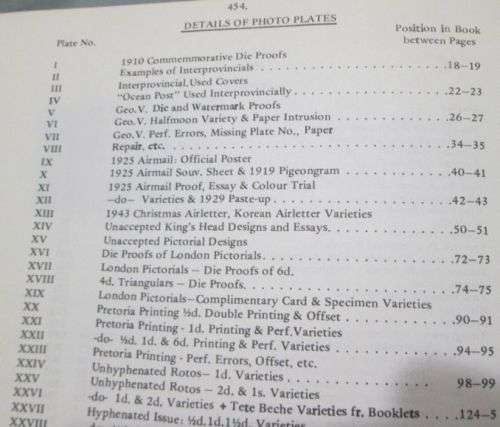 454.
DETAILS OF PHOTO PLATES
Plate No. Position in Book between Pages
I 1910 Commemorative Die Proofs
II Examples of Interprovincials . . . . . . . . . . . . . . . . . . . . . . . . .18–19
III Interprovincial Used Covers
IV "Ocean Post" Used Interprovincially . . . . . . . . . . . . . . . . . . . . .22–23
V Geo.V. Die and Watermark Proofs
VI Geo.V. Halfmoon Variety & Paper Intrusion . . . . . . . . . . . . . . .26–27
VII Geo.V. Perf. Errors, Missing Plate No., Paper
VIII Repair, etc. . . . . . . . . . . . . . . . . . . . . . . . . . . . . . . . . .34–35
IX 1925 Airmail: Official Poster
X 1925 Airmail Souv. Sheet & 1919 Pigeongram . . . . . . . . . . . . .40–41
XI 1925 Airmail Proof, Essay & Colour Trial
XII –do– Varieties & 1929 Paste-up . . . . . . . . . . . . . . . . . . . . . .42–43
XIII 1943 Christmas Airletter, Korean Airletter Varieties
XIV Unaccepted King's Head Designs and Essays. . . . . . . . . . . . . . .50–51
XV Unaccepted Pictorial Designs
XVI Die Proofs of London Pictorials. . . . . . . . . . . . . . . . . . . . . . .72–73
XVII London Pictorials – Die Proofs of 6d.
XVIII 4d. Triangulars – Die Proofs. . . . . . . . . . . . . . . . . . . . . . . . .74–75
XIX London Pictorials–Complimentary Card & Specimen Varieties
XX Pretoria Printing ½d. Double Printing & Offset . . . . . . . . . . . . .90–91
XXI Pretoria Printing - 1d. Printing & Perf.Varieties
XXII -do- ½d. 1d. & 6d. Printing & Perf. Varieties . . . . . . . . . . . . . .94–95
XXIII Pretoria Printing - Perf. Errors, Offset, etc.
XXIV Unhyphenated Rotos– 1d. Varieties . . . . . . . . . . . . . . . . . 98–99
XXV Unhyphenated Rotos– 2d. & 1s. Varieties
XXVI -do- 1d. & 2d. Varieties + Tete Beche Varieties fr. Booklets . . . .124–5
XXVII Hyphenated Issue: ½d.1d.1½d. Varieties
XXVIII